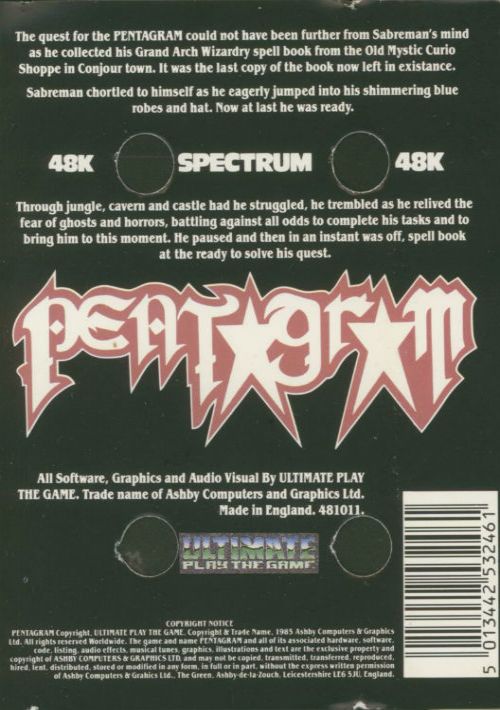 The quest for the PENTAGRAM could not have been further from Sabreman's mind
as he collected his Grand Arch Wizardry spell book from the Old Mystic Curio
Shoppe in Conjour town. It was the last copy of the book now left in existance.
Sabreman chortled to himself as he eagerly jumped into his shimmering blue
robes and hat. Now at last he was ready.
48K SPECTRUM 48K
Through jungle, cavern and castle had he struggled, he trembled as he relived the
fear of ghosts and horrors, battling against all odds to complete his tasks and to
bring him to this moment. He paused and then in an instant was off, spell book
at the ready to solve his quest.
PENTAGRAM
All Software, Graphics and Audio Visual By ULTIMATE PLAY
THE GAME. Trade name of Ashby Computers and Graphics Ltd.
Made in England. 481011.
ULTIMATE
PLAY THE GAME
5 013442 532461
COPYRIGHT NOTICE
PENTAGRAM Copyright, ULTIMATE PLAY THE GAME, Copyright & Trade Name, 1985 Ashby Computers & Graphics
Ltd. All rights reserved Worldwide. The game and name PENTAGRAM and all of its associated hardware, software,
code, listing, audio effects, musical tunes, graphics, illustrations and text are the exclusive property and
copyright of ASHBY COMPUTERS & GRAPHICS LTD, and may not be copied, transmitted, transferred, reproduced,
hired, lent, distributed, stored or modified in any form, in full or in part, without the express written permission
of Ashby Computers & Grahics Ltd., The Green, Ashby-de-la-Zouch, Leicestershire LE6 5JU, England.